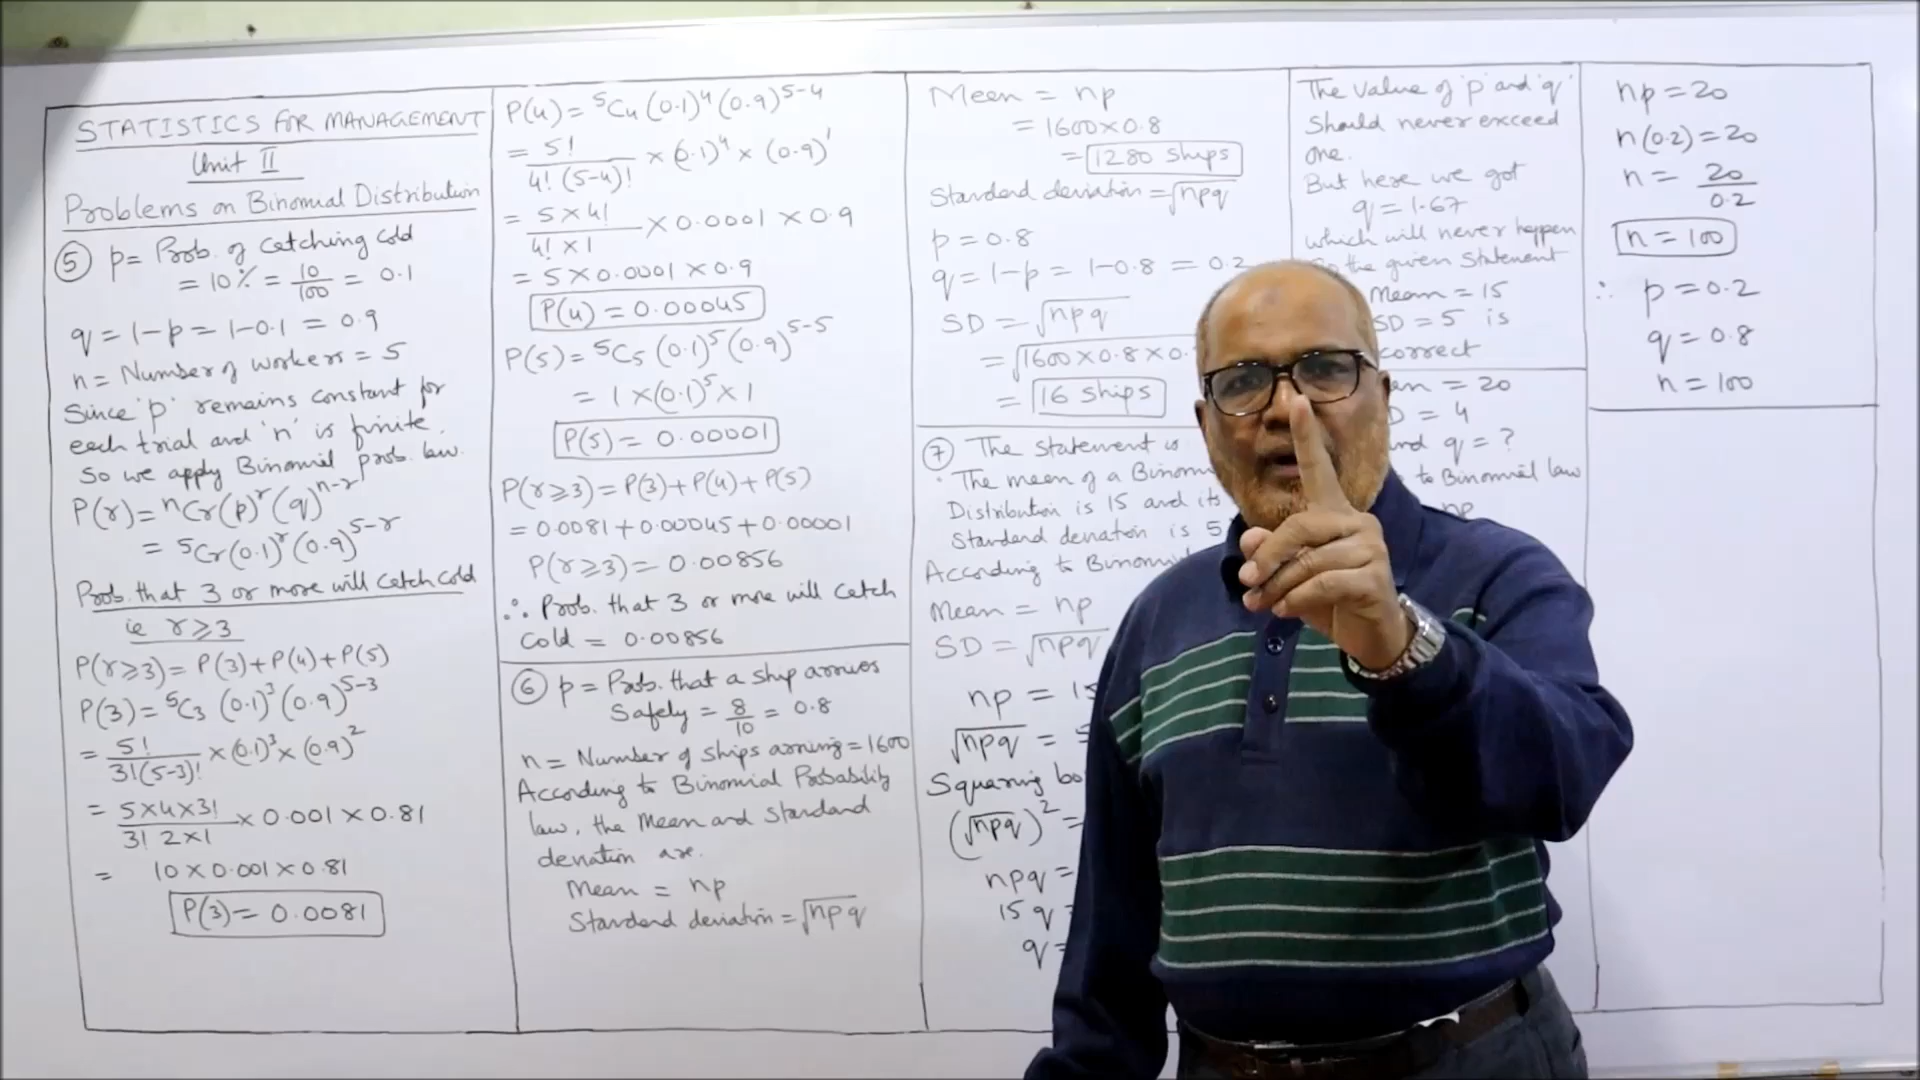 STATISTICS FOR MANAGEMENT
Unit II
Problems on Binomial Distribution
⑤ p = Prob. of catching cold
= 10% = 10/100 = 0.1
q = 1-p = 1-0.1 = 0.9
n = Number of workers = 5
Since 'p' remains constant for
each trial and 'n' is finite.
So we apply Binomial prob. law.
P(r) = nCr(p)^r (q)^n-r
= 5Cr(0.1)^r (0.9)^5-r
Prob. that 3 or more will catch cold
ie r ≥ 3
P(r≥3) = P(3)+P(4)+P(5)
P(3) = 5C3 (0.1)^3 (0.9)^5-3
= 5!/3!(5-3)! × (0.1)^3 × (0.9)^2
= 5×4×3!/3! 2×1 × 0.001 × 0.81
= 10 × 0.001 × 0.81
P(3) = 0.0081
P(4) = 5C4 (0.1)^4 (0.9)^5-4
= 5!/4!(5-4)! × (0.1)^4 × (0.9)^1
= 5×4!/4!×1 × 0.0001 × 0.9
= 5 × 0.0001 × 0.9
P(4) = 0.00045
P(5) = 5C5 (0.1)^5 (0.9)^5-5
= 1 × (0.1)^5 × 1
P(5) = 0.00001
P(r≥3) = P(3)+P(4)+P(5)
= 0.0081+0.00045+0.00001
P(r≥3) = 0.00856
∴ Prob. that 3 or more will catch
cold = 0.00856
⑥ p = Prob. that a ship arrives
Safely = 8/10 = 0.8
n = Number of ships arriving = 1600
According to Binomial Probability
law, the Mean and Standard
deviation are.
Mean = np
Standard deviation = √npq
Mean = np
= 1600×0.8
= 1280 ships
Standard deviation = √npq
p = 0.8
q = 1-p = 1-0.8 = 0.2
SD = √npq
= √1600×0.8×0.
= 16 ships
⑦ The statement is
The mean of a Binom
Distribution is 15 and its
Standard deviation is 5
According to Binomi
Mean = np
SD = √npq
np = 15
√npq = 5
Squaring bo
(√npq)^2 =
npq =
15 q =
q =
The value of 'p' and 'q'
should never exceed
one.
But here we got
q = 1.67
which will never happen
the given statement
Mean = 15
SD = 5 is
correct
an = 20
D = 4
nd q = ?
to Binomial law
np
np = 20
n(0.2) = 20
n = 20/0.2
n = 100
∴ p = 0.2
q = 0.8
n = 100